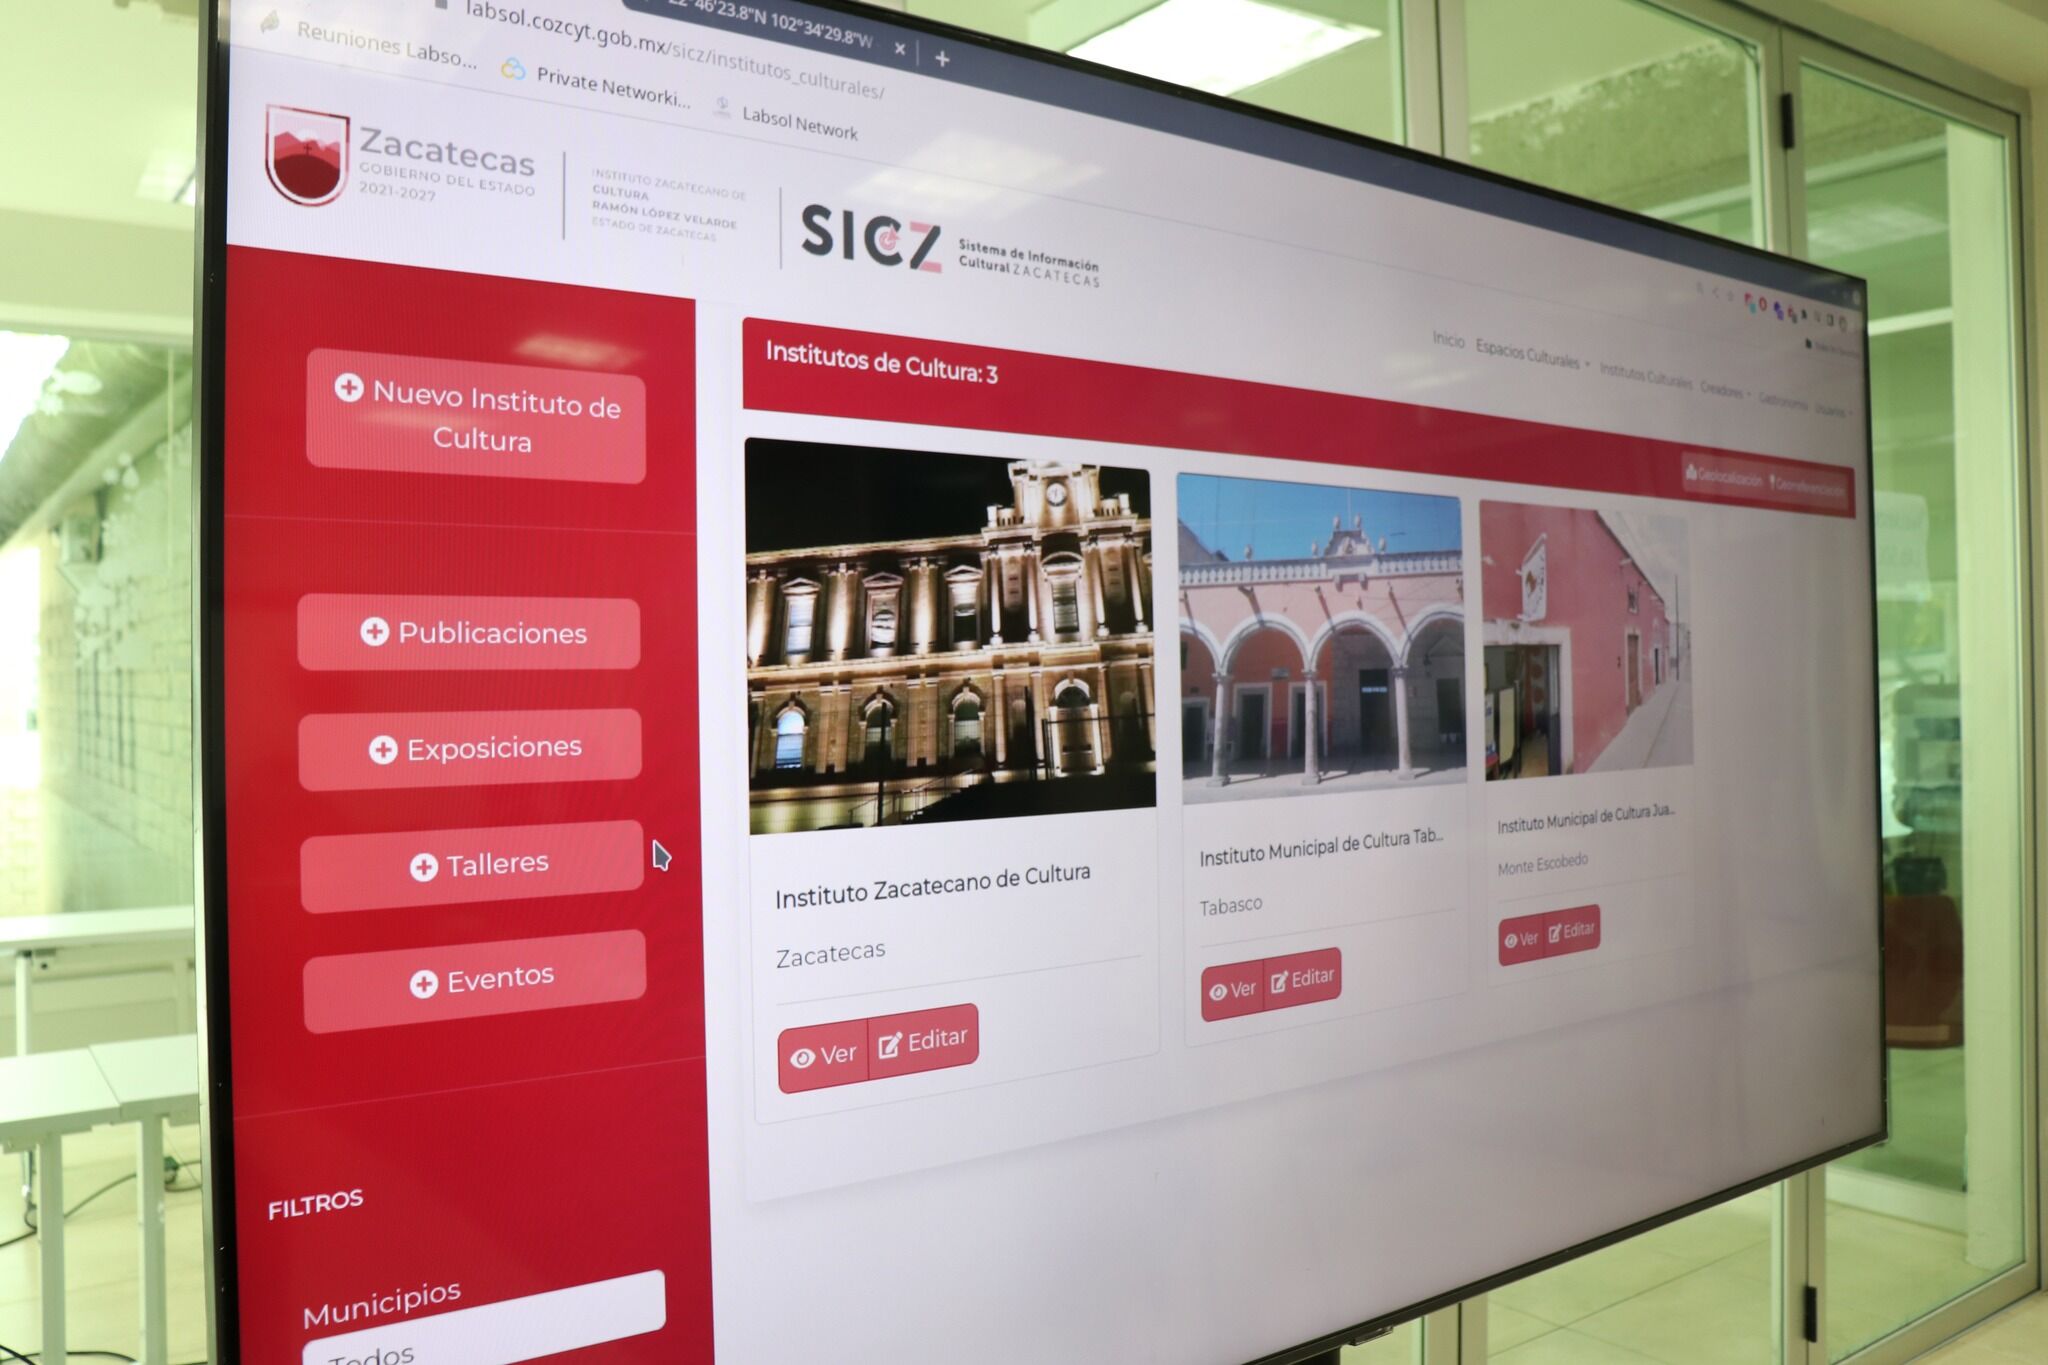 22°46'23.8"N 102°34'29.8"W
labsol.cozcyt.gob.mx/sicz/institutos_culturales/
Reuniones Labso...
Private Networki...
Labsol Network
Zacatecas
GOBIERNO DEL ESTADO
2021-2027
INSTITUTO ZACATECANO DE
CULTURA
RAMÓN LÓPEZ VELARDE
ESTADO DE ZACATECAS
SICZ
Sistema de Información
Cultural ZACATECAS
Inicio
Espacios Culturales
Institutos Culturales
Creadores
Gastronomía
Usuarios
Nuevo Instituto de
Cultura
Publicaciones
Exposiciones
Talleres
Eventos
FILTROS
Municipios
Todos
Institutos de Cultura: 3
Geolocalización
Georreferenciación
Instituto Zacatecano de Cultura
Zacatecas
Ver
Editar
Instituto Municipal de Cultura Tab...
Tabasco
Ver
Editar
Instituto Municipal de Cultura Jua...
Monte Escobedo
Ver
Editar